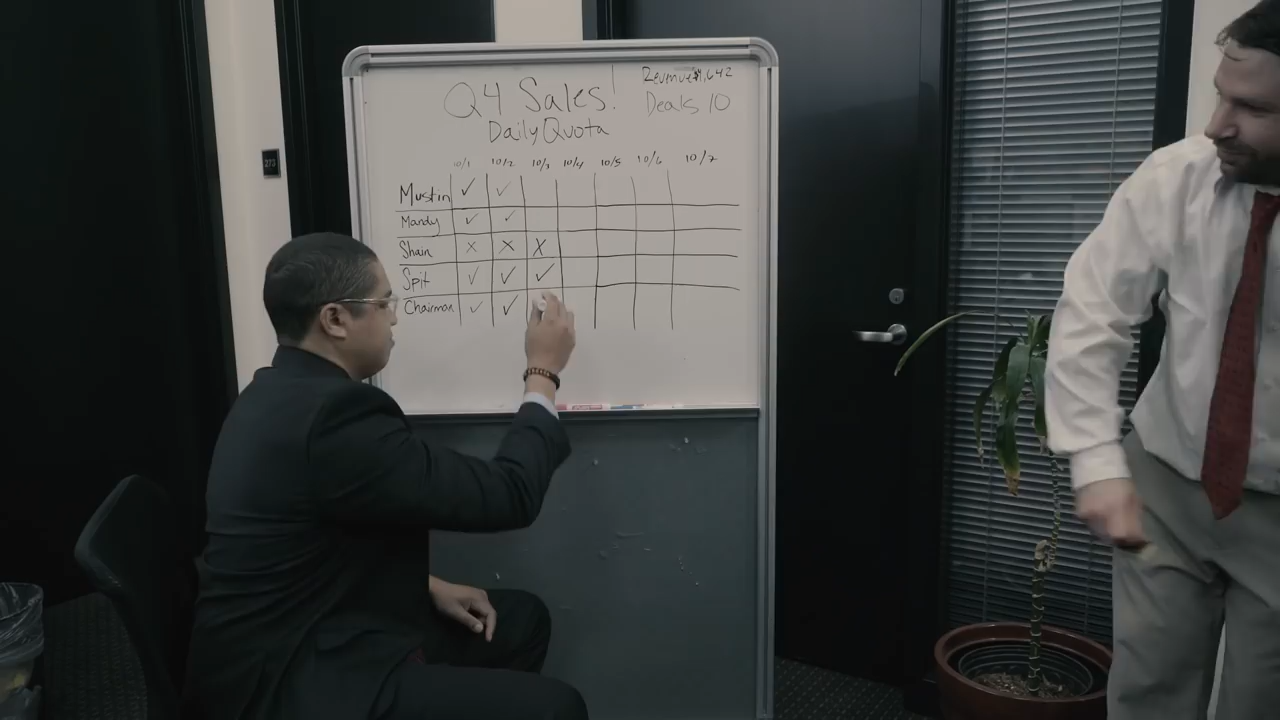 Q4 Sales!
Daily Quota
Deals 10
10/1 10/2 10/3 10/4 10/5 10/6 10/7
Mustin ✓ ✓
Mandy ✓ ✓
Shain X X X
Spit ✓ ✓ ✓
Chairman ✓ ✓
273